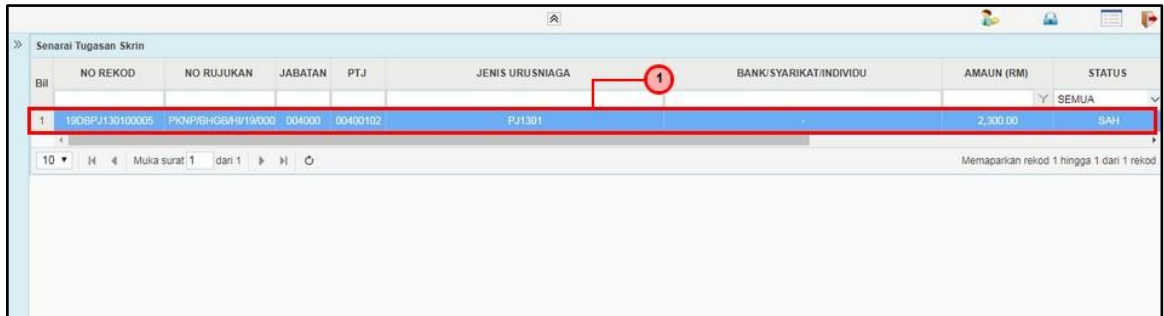 Senarai Tugasan Skrin
Bil NO REKOD NO RUJUKAN JABATAN PTJ JENIS URUSNIAGA BANK/SYARIKAT/INDIVIDU AMAUN (RM) STATUS
1
SEMUA
1 19DBPJ130100005 PKNP/BHGB/HI/19/000 004000 00400102 PJ1301 - 2,300.00 SAH
10 Muka surat 1 dari 1 Memaparkan rekod 1 hingga 1 dari 1 rekod